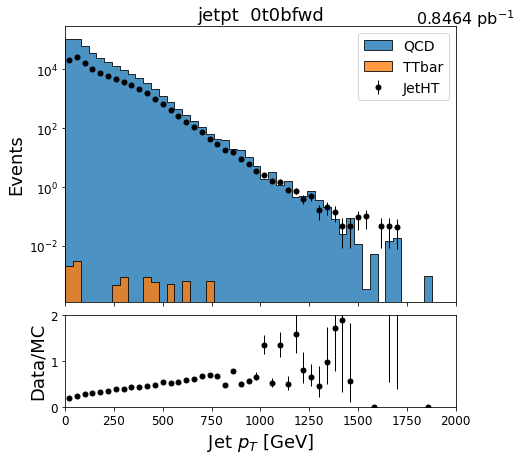 jetpt 0t0bfwd
0.8464 pb⁻¹
QCD
TTbar
JetHT
10⁴
10²
10⁰
10⁻²
Events
2
1
0
Data/MC
0 250 500 750 1000 1250 1500 1750 2000
Jet p_T [GeV]